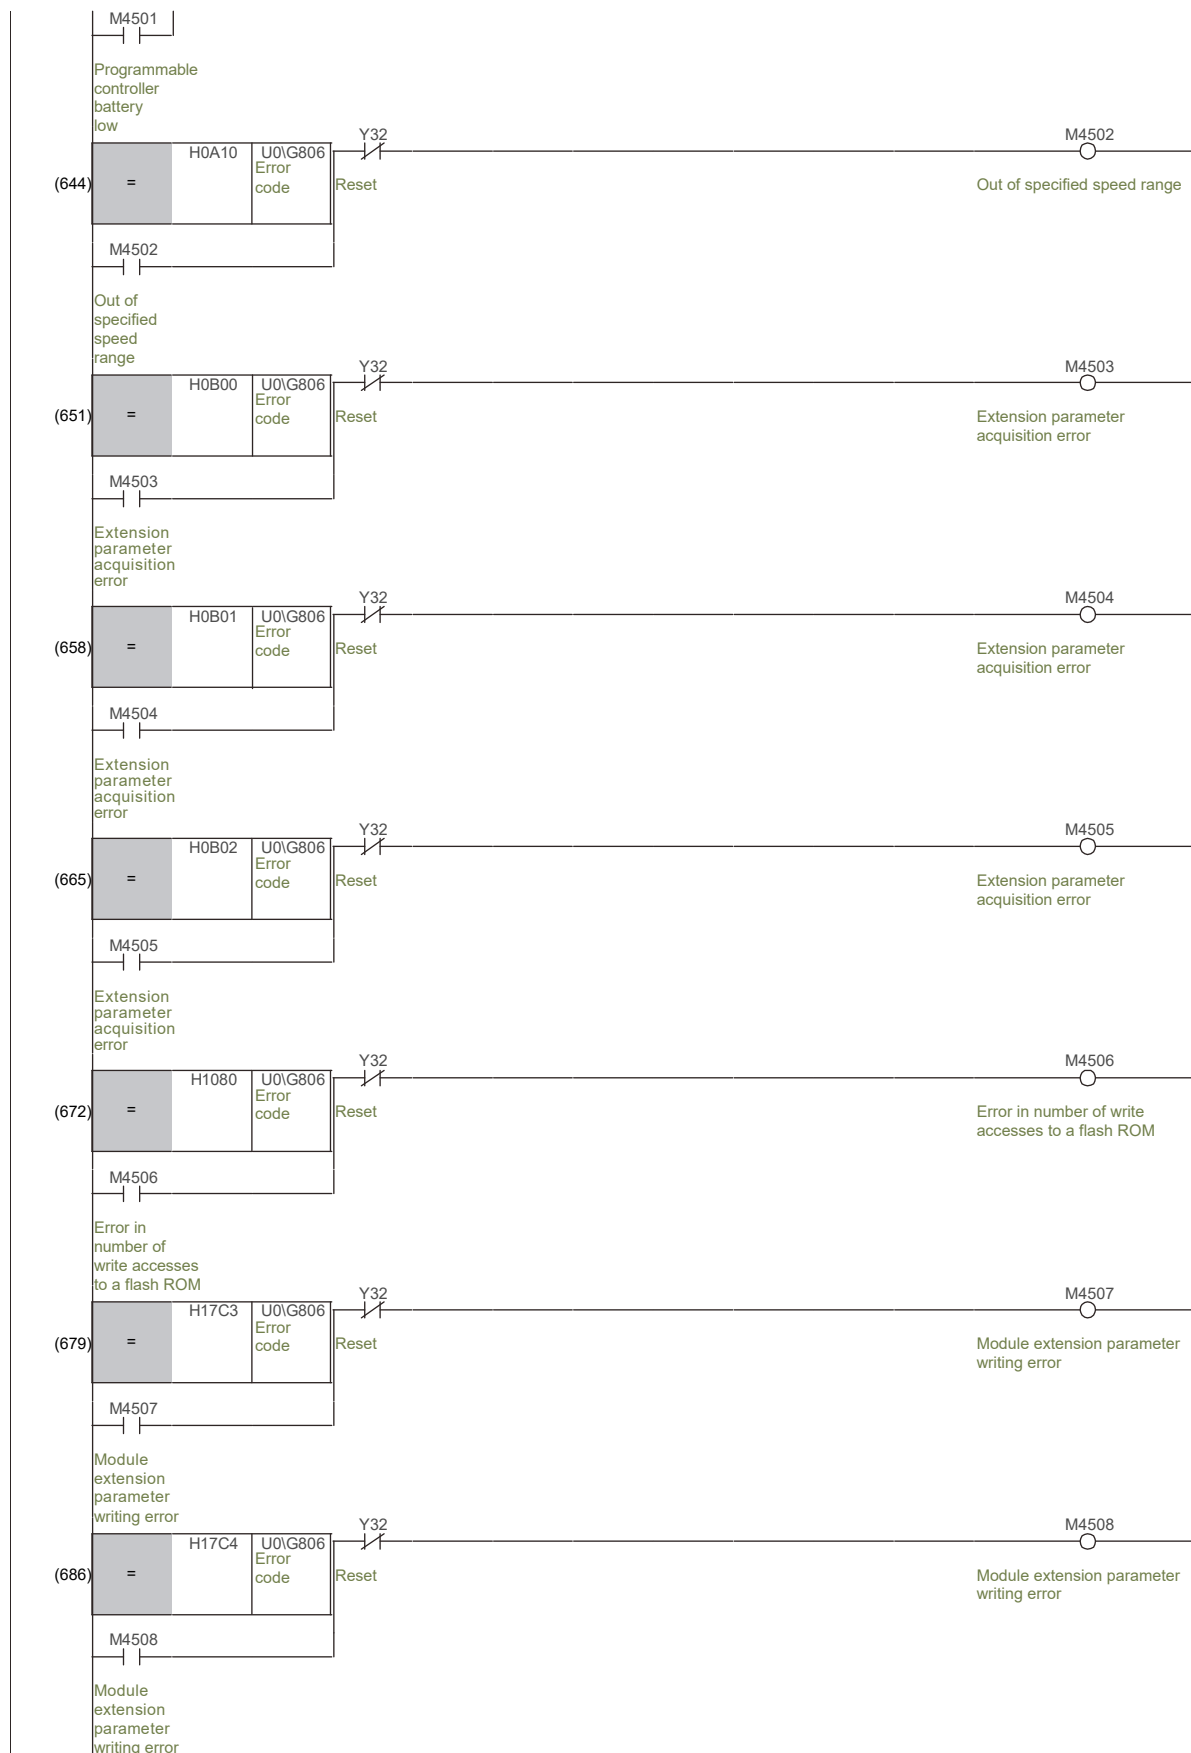 M4501
Programmable
controller
battery
low
Y32
M4502
H0A10
U0\G806
Error
code
(644)
=
Reset
Out of specified speed range
M4502
Out of
specified
speed
range
Y32
M4503
H0B00
U0\G806
Error
code
(651)
=
Reset
Extension parameter
acquisition error
M4503
Extension
parameter
acquisition
error
Y32
M4504
H0B01
U0\G806
Error
code
(658)
=
Reset
Extension parameter
acquisition error
M4504
Extension
parameter
acquisition
error
Y32
M4505
H0B02
U0\G806
Error
code
(665)
=
Reset
Extension parameter
acquisition error
M4505
Extension
parameter
acquisition
error
Y32
M4506
H1080
U0\G806
Error
code
(672)
=
Reset
Error in number of write
accesses to a flash ROM
M4506
Error in
number of
write accesses
to a flash ROM
Y32
M4507
H17C3
U0\G806
Error
code
(679)
=
Reset
Module extension parameter
writing error
M4507
Module
extension
parameter
writing error
Y32
M4508
H17C4
U0\G806
Error
code
(686)
=
Reset
Module extension parameter
writing error
M4508
Module
extension
parameter
writing error